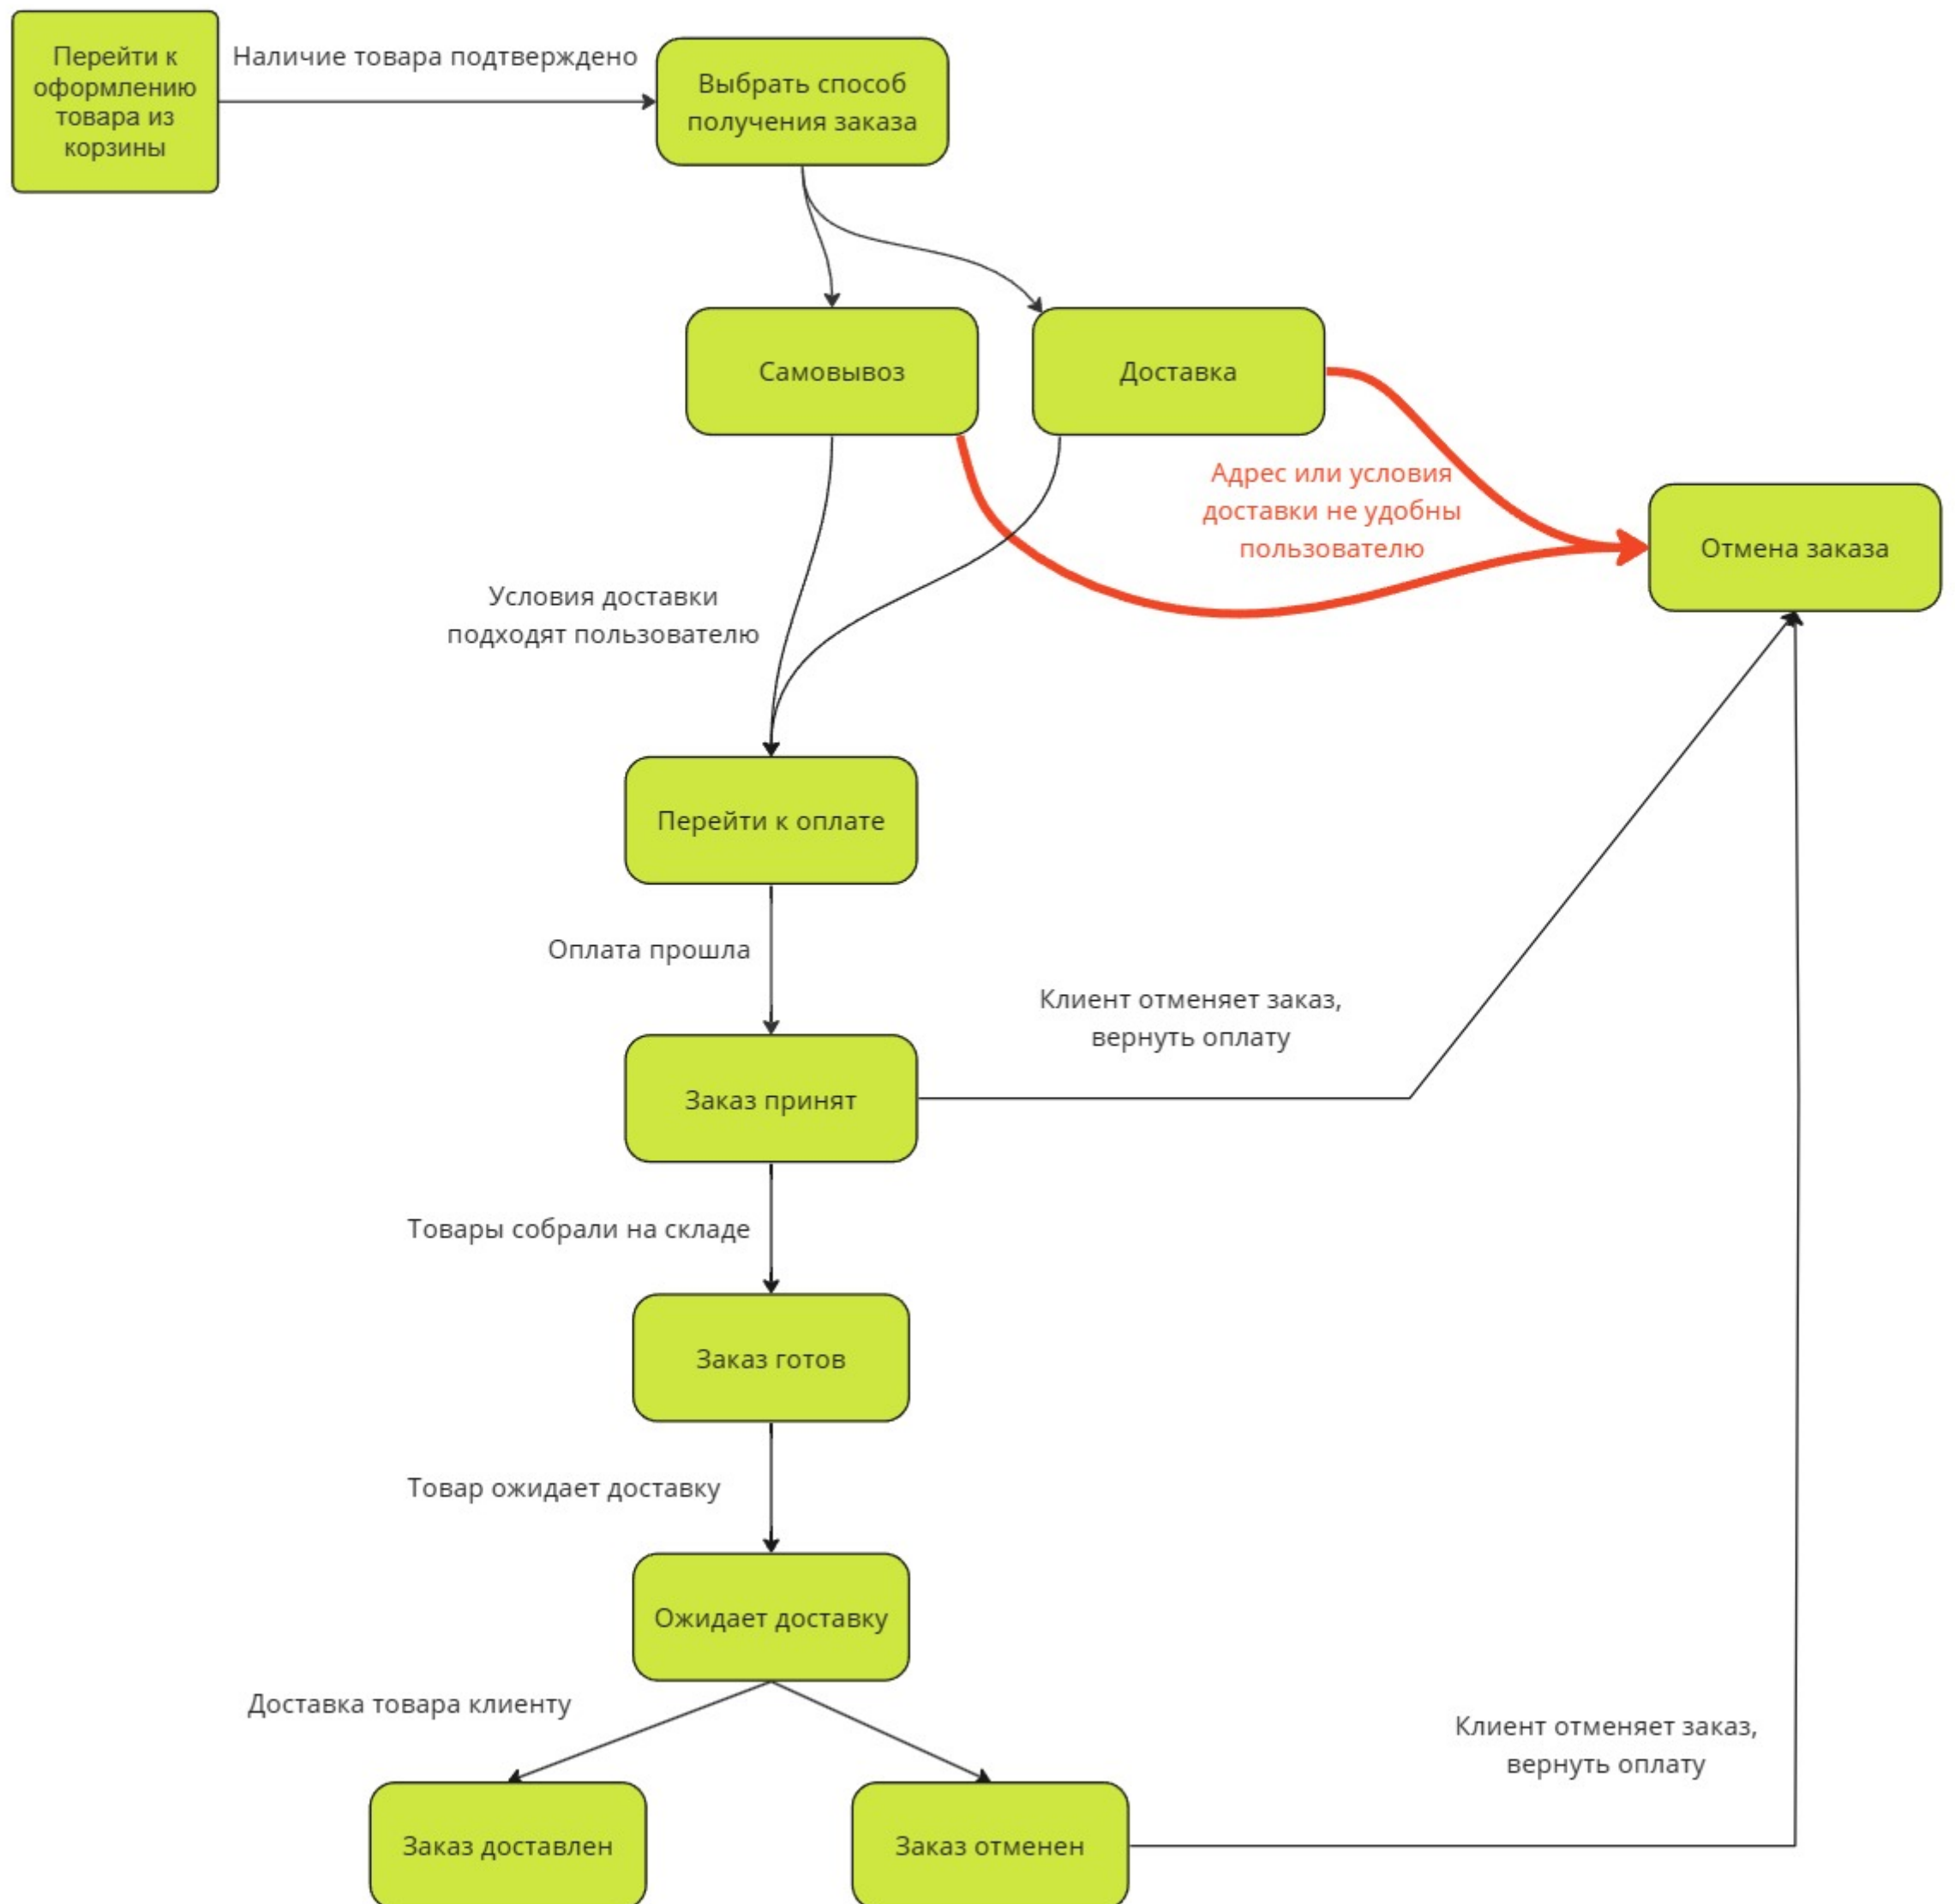 Перейти к
оформлению
товара из
корзины
Наличие товара подтверждено
Выбрать способ
получения заказа
Самовывоз
Доставка
Адрес или условия
доставки не удобны
пользователю
Отмена заказа
Условия доставки
подходят пользователю
Перейти к оплате
Оплата прошла
Клиент отменяет заказ,
вернуть оплату
Заказ принят
Товары собрали на складе
Заказ готов
Товар ожидает доставку
Ожидает доставку
Доставка товара клиенту
Клиент отменяет заказ,
вернуть оплату
Заказ доставлен
Заказ отменен